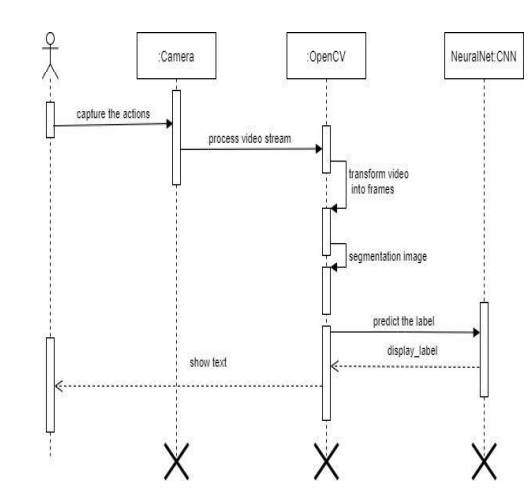 :Camera
:OpenCV
NeuralNet:CNN
capture the actions
process video stream
transform video
into frames
segmentation image
predict the label
display_label
show text